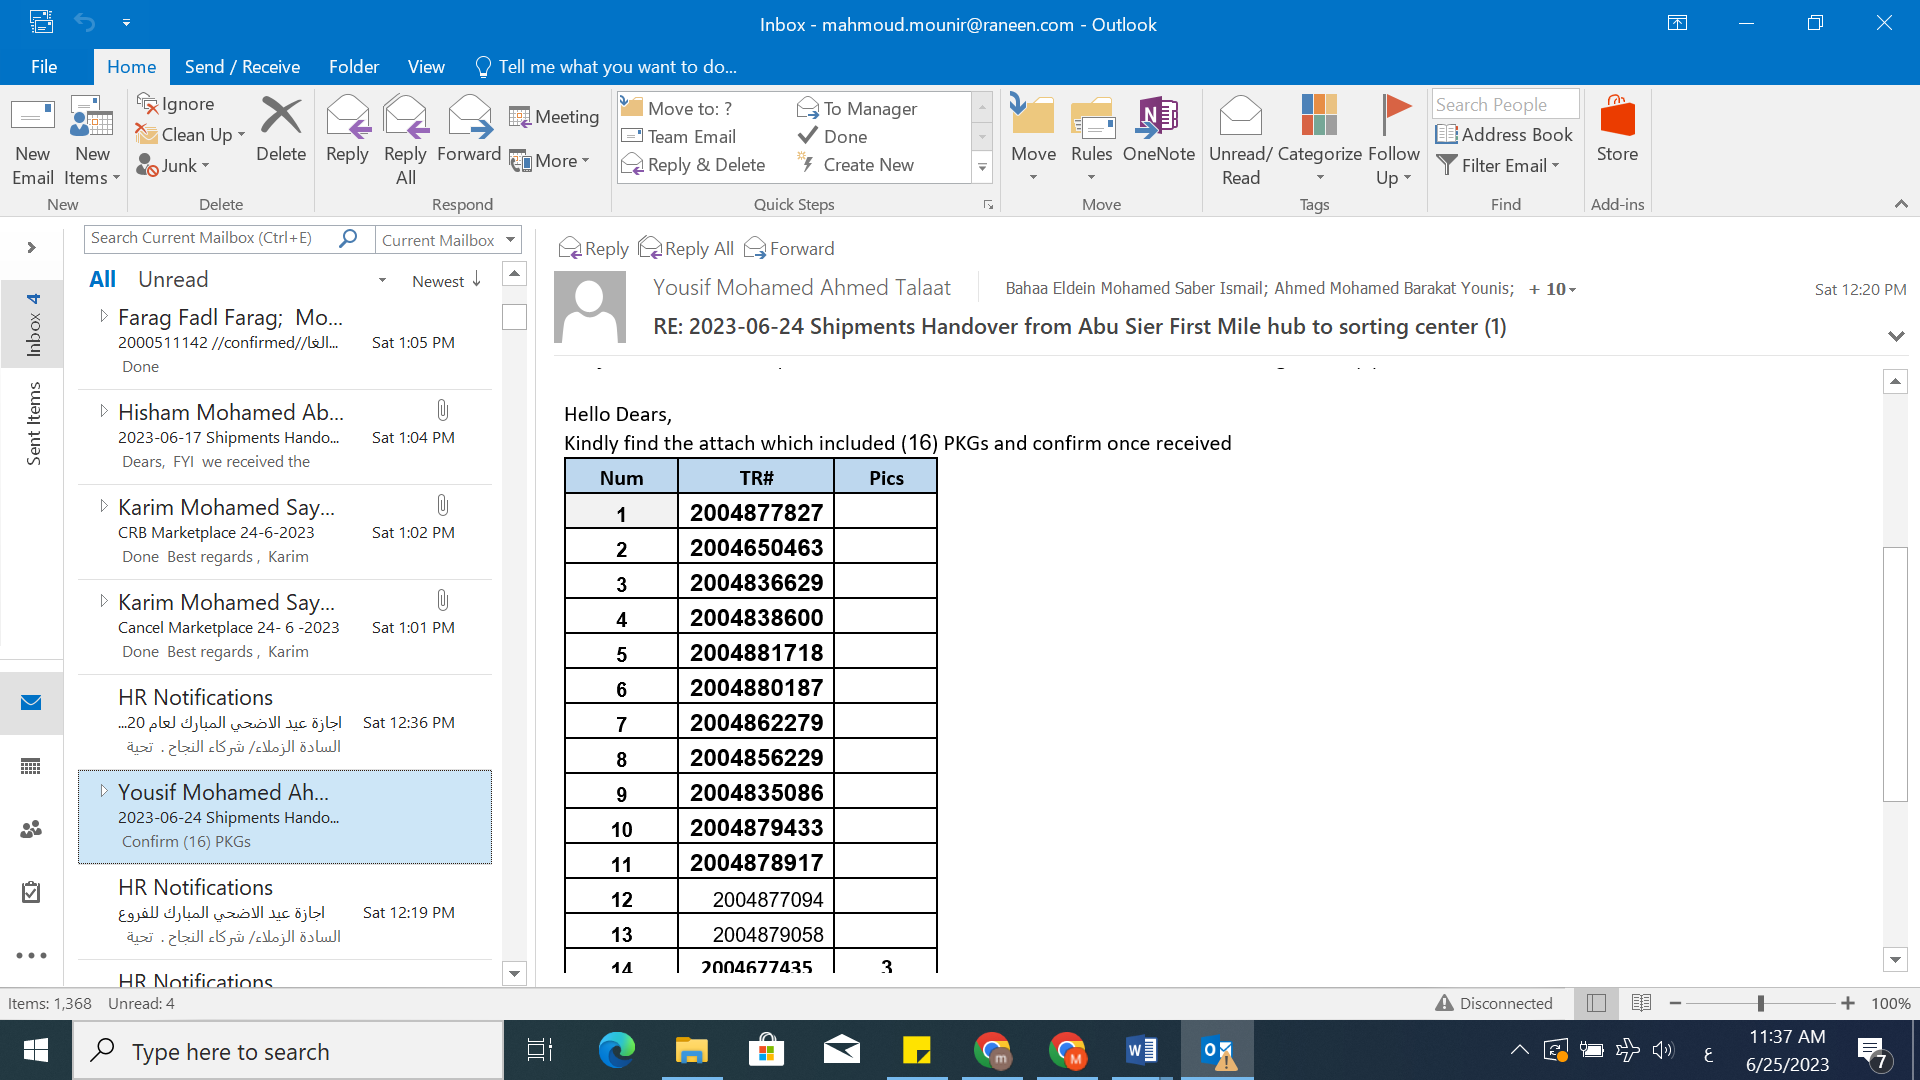 Inbox - mahmoud.mounir@raneen.com - Outlook
File Home Send / Receive Folder View Tell me what you want to do...
New Email
New Items
New
Ignore
Clean Up
Junk
Delete
Delete
Reply
Reply All
Forward
Meeting
More
Respond
Move to: ?
Team Email
Reply & Delete
To Manager
Done
Create New
Quick Steps
Move
Rules
OneNote
Move
Unread/ Read
Categorize
Follow Up
Tags
Search People
Address Book
Filter Email
Find
Store
Add-ins
Inbox 4
Sent Items
Search Current Mailbox (Ctrl+E) Current Mailbox
All Unread Newest
Farag Fadl Farag; Mo...
2000511142 //confirmed//الغا... Sat 1:05 PM
Done
Hisham Mohamed Ab...
2023-06-17 Shipments Hando... Sat 1:04 PM
Dears, FYI we received the
Karim Mohamed Say...
CRB Marketplace 24-6-2023 Sat 1:02 PM
Done Best regards , Karim
Karim Mohamed Say...
Cancel Marketplace 24- 6 -2023 Sat 1:01 PM
Done Best regards , Karim
HR Notifications
اجازة عيد الاضحي المبارك لعام 20... Sat 12:36 PM
السادة الزملاء/ شركاء النجاح . تحية
Yousif Mohamed Ah...
2023-06-24 Shipments Hando...
Confirm (16) PKGs
HR Notifications
اجازة عيد الاضحي المبارك للفروع Sat 12:19 PM
السادة الزملاء/ شركاء النجاح . تحية
HR Notifications
Reply Reply All Forward
Yousif Mohamed Ahmed Talaat Bahaa Eldein Mohamed Saber Ismail; Ahmed Mohamed Barakat Younis; + 10 Sat 12:20 PM
RE: 2023-06-24 Shipments Handover from Abu Sier First Mile hub to sorting center (1)
Hello Dears,
Kindly find the attach which included (16) PKGs and confirm once received
Num TR# Pics
1 2004877827
2 2004650463
3 2004836629
4 2004838600
5 2004881718
6 2004880187
7 2004862279
8 2004856229
9 2004835086
10 2004879433
11 2004878917
12 2004877094
13 2004879058
14 2004677435 3
Items: 1,368 Unread: 4 Disconnected 100%
Type here to search
ع
11:37 AM
6/25/2023
7